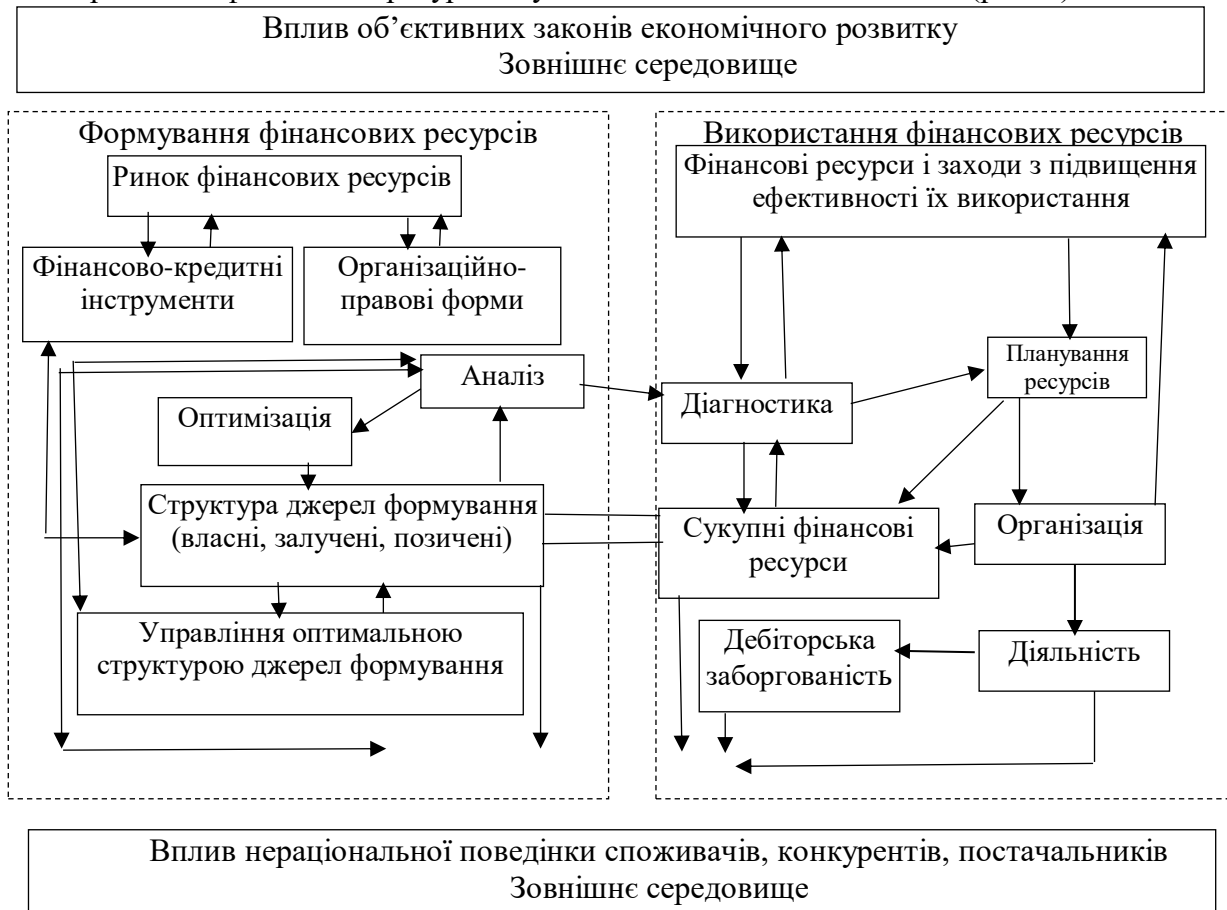 Вплив об’єктивних законів економічного розвитку
Зовнішнє середовище
Формування фінансових ресурсів
Ринок фінансових ресурсів
Фінансово-кредитні
інструменти
Організаційно-
правові форми
Аналіз
Оптимізація
Структура джерел формування
(власні, залучені, позичені)
Управління оптимальною
структурою джерел формування
Використання фінансових ресурсів
Фінансові ресурси і заходи з підвищення
ефективності їх використання
Планування
ресурсів
Діагностика
Сукупні фінансові
ресурси
Організація
Дебіторська
заборгованість
Діяльність
Вплив нераціональної поведінки споживачів, конкурентів, постачальників
Зовнішнє середовище